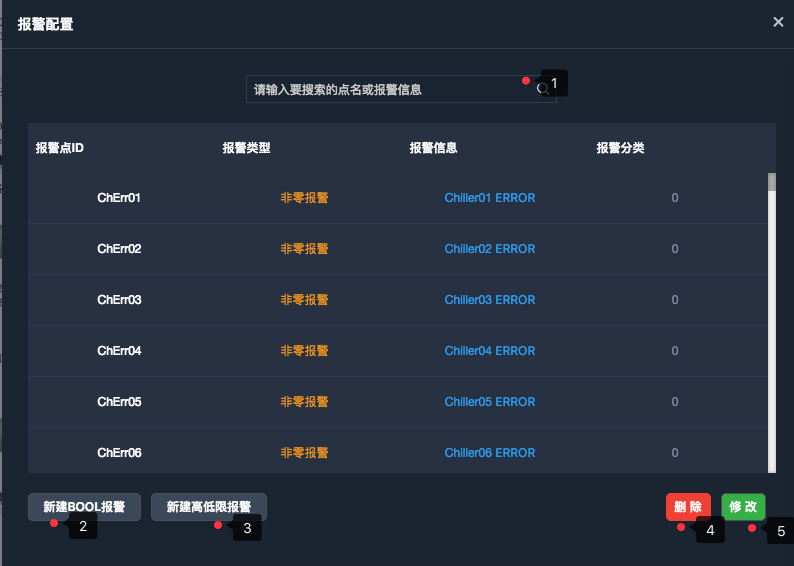 报警配置
请输入要搜索的点名或报警信息
1
报警点ID 报警类型 报警信息 报警分类
ChErr01 非零报警 Chiller01 ERROR 0
ChErr02 非零报警 Chiller02 ERROR 0
ChErr03 非零报警 Chiller03 ERROR 0
ChErr04 非零报警 Chiller04 ERROR 0
ChErr05 非零报警 Chiller05 ERROR 0
ChErr06 非零报警 Chiller06 ERROR 0
新建BOOL报警 新建高低限报警 删 除 修 改
2 3 4 5